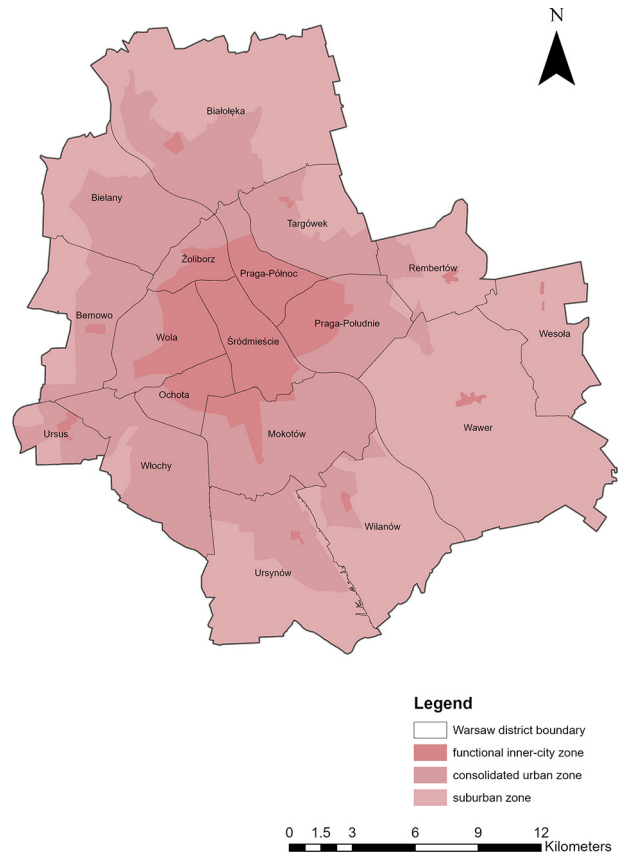 N
Białołęka
Bielany
Targówek
Żoliborz
Rembertów
Praga-Północ
Bemowo
Praga-Południe
Wesoła
Wola
Śródmieście
Ochota
Wawer
Ursus
Mokotów
Włochy
Wilanów
Ursynów
Legend
Warsaw district boundary
functional inner-city zone
consolidated urban zone
suburban zone
0 1.5 3 6 9 12
Kilometers